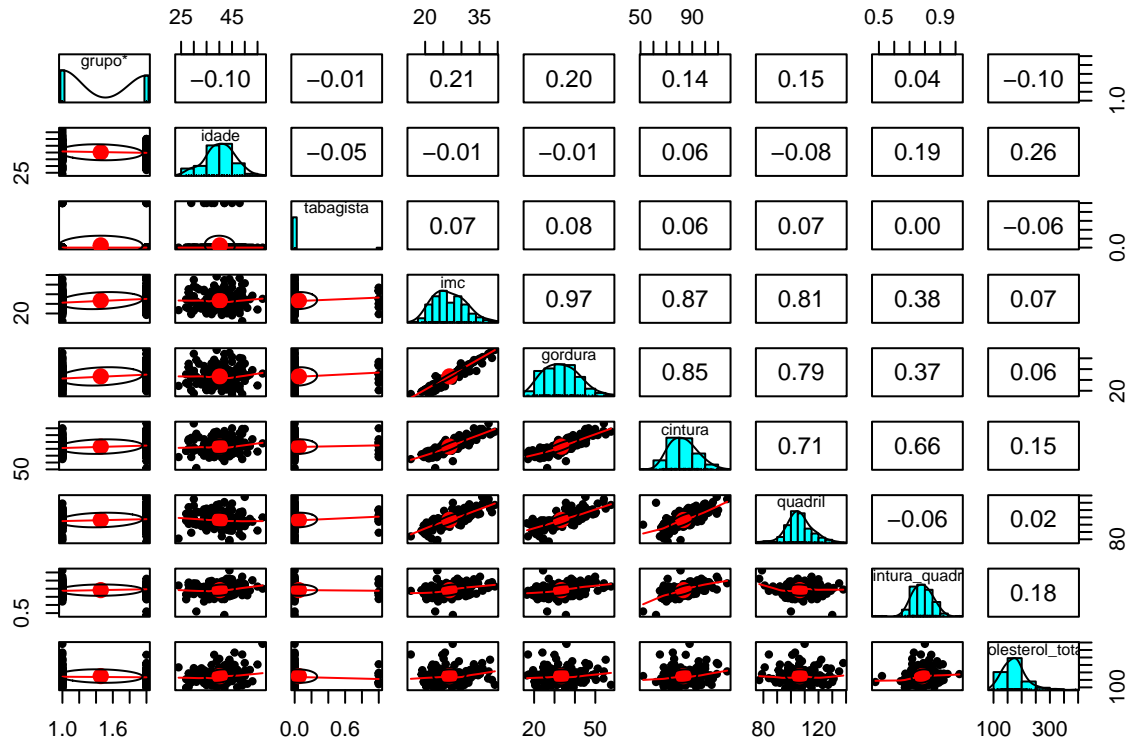 25 45 20 35 50 90 0.5 0.9
grupo* −0.10 −0.01 0.21 0.20 0.14 0.15 0.04 −0.10 1.0
25 idade −0.05 −0.01 −0.01 0.06 −0.08 0.19 0.26
tabagista 0.07 0.08 0.06 0.07 0.00 −0.06 0.0
20 imc 0.97 0.87 0.81 0.38 0.07
gordura 0.85 0.79 0.37 0.06 20
50 cintura 0.71 0.66 0.15
quadril −0.06 0.02 80
0.5 intura_quadr 0.18
olesterol_tota 100
1.0 1.6 0.0 0.6 20 50 80 120 100 300